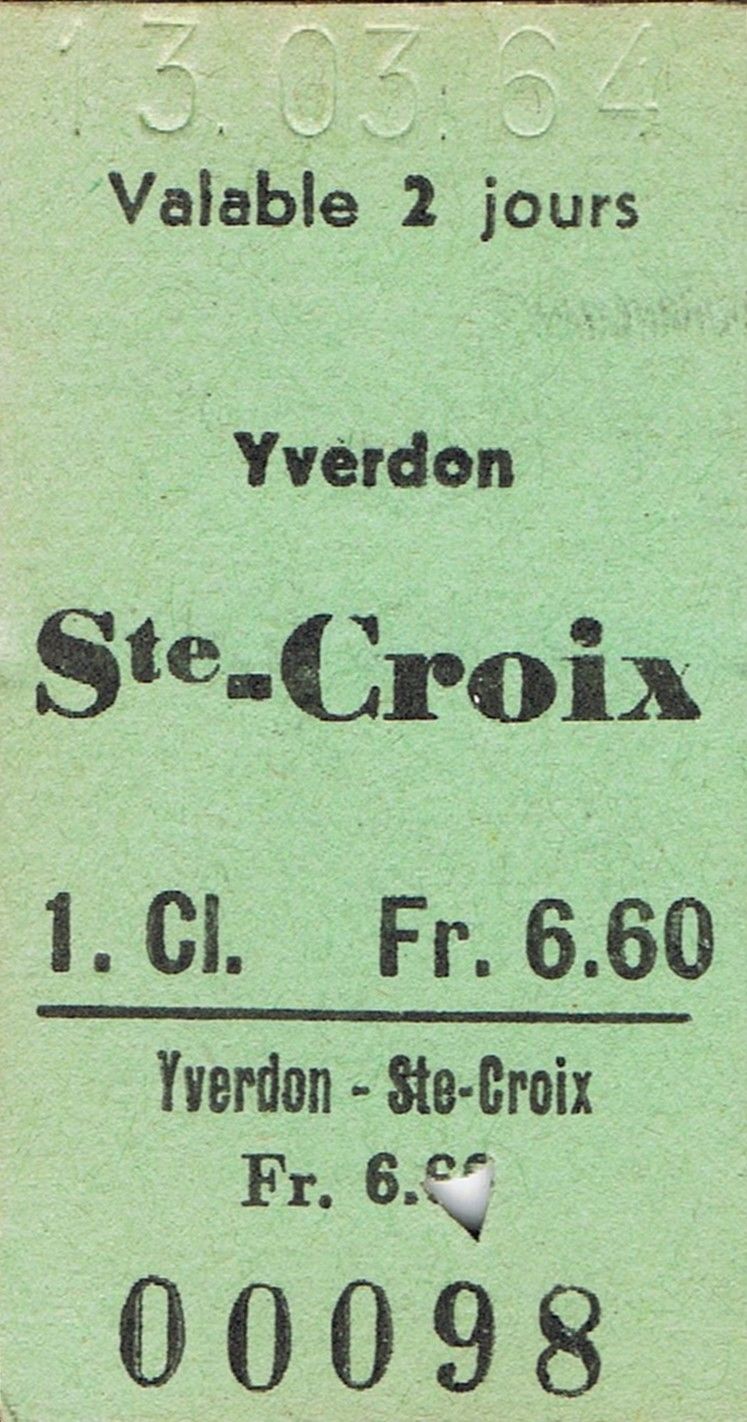 13.03.64
Valable 2 jours
Yverdon
Ste-Croix
1. Cl. Fr. 6.60
Yverdon - Ste-Croix
Fr.
00098